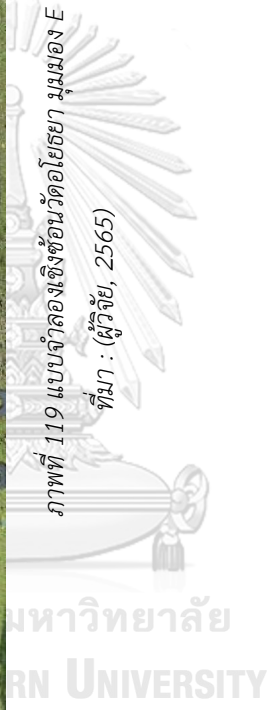 ภาพที่ 119 แบบจำลองเชิงซ้อนวัดอโยธยา มุมมอง E
ที่มา : (ผู้วิจัย, 2565)
มหาวิทยาลัย
RN UNIVERSITY